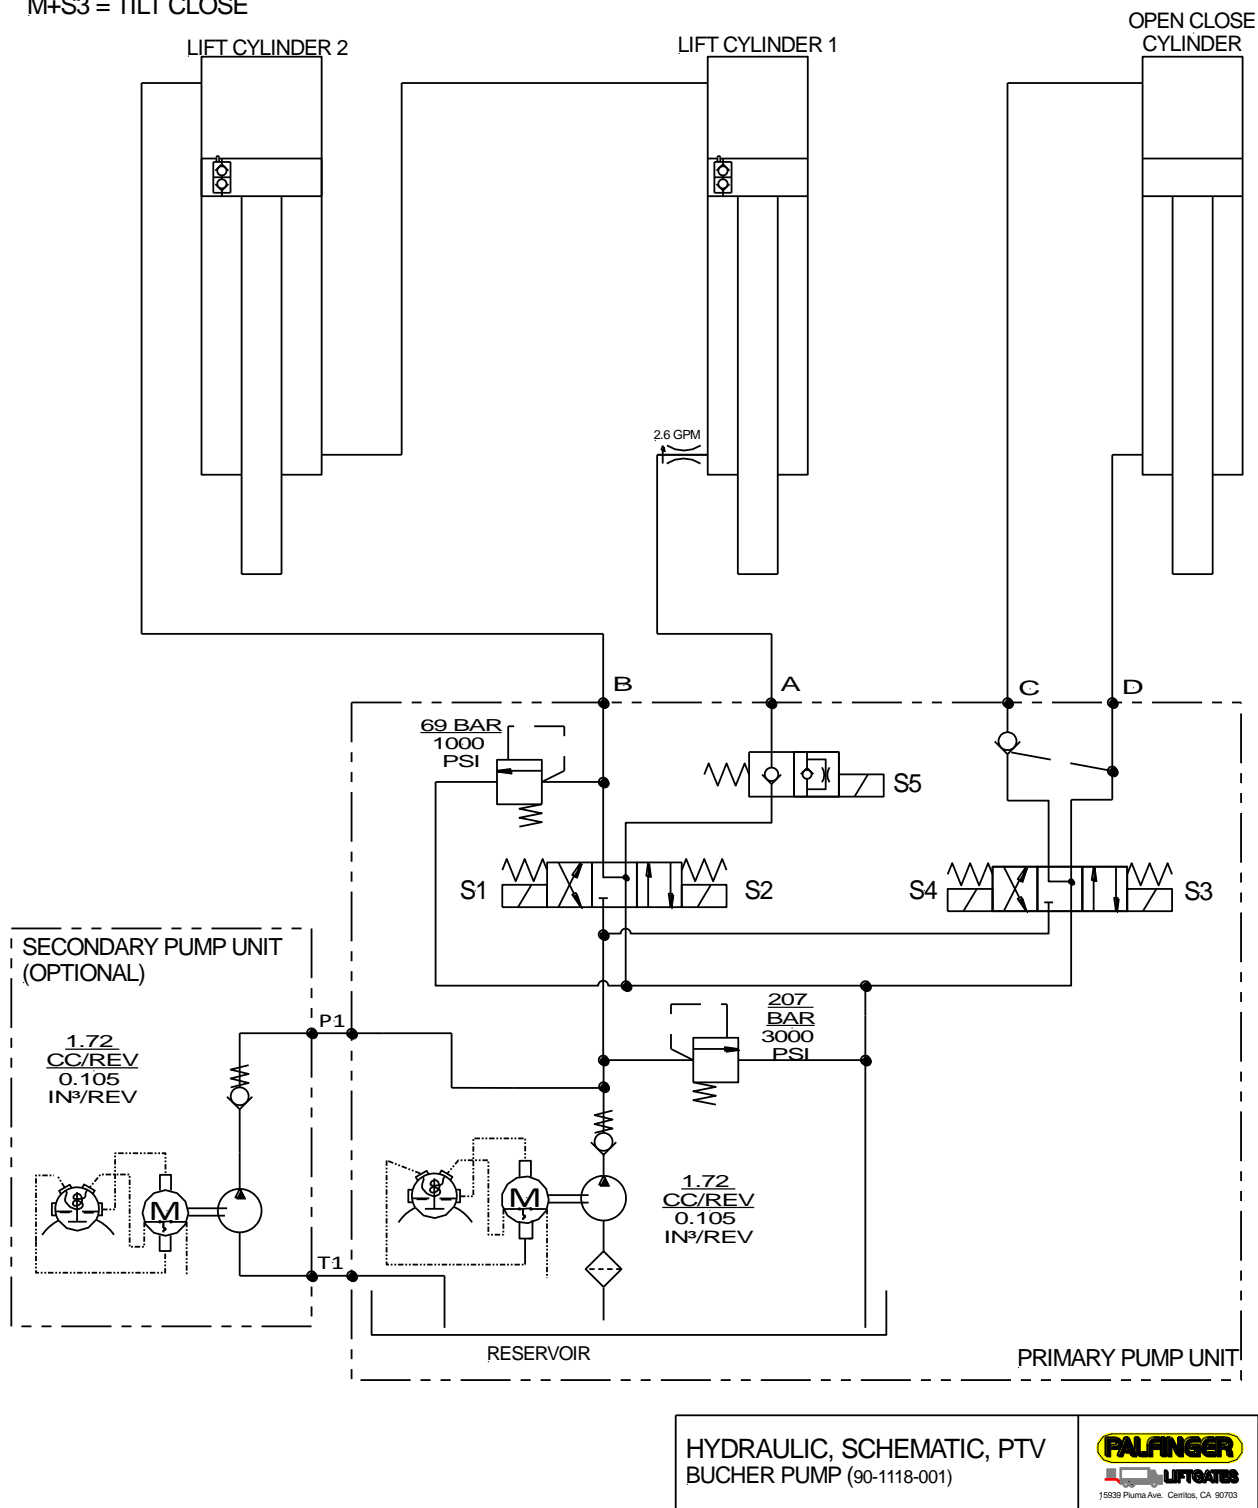 M+S3 = TILT CLOSE
LIFT CYLINDER 2
LIFT CYLINDER 1
OPEN CLOSE
CYLINDER
2.6 GPM
B
A
C
D
69 BAR
1000
PSI
S5
S1
S2
S4
S3
SECONDARY PUMP UNIT
(OPTIONAL)
P1
207
BAR
3000
PSI
1.72
CC/REV
0.105
IN³/REV
M
M
1.72
CC/REV
0.105
IN³/REV
T1
RESERVOIR
PRIMARY PUMP UNIT
HYDRAULIC, SCHEMATIC, PTV
BUCHER PUMP (90-1118-001)
PALFINGER
LIFTGATES
15939 Piuma Ave. Cerritos, CA 90703